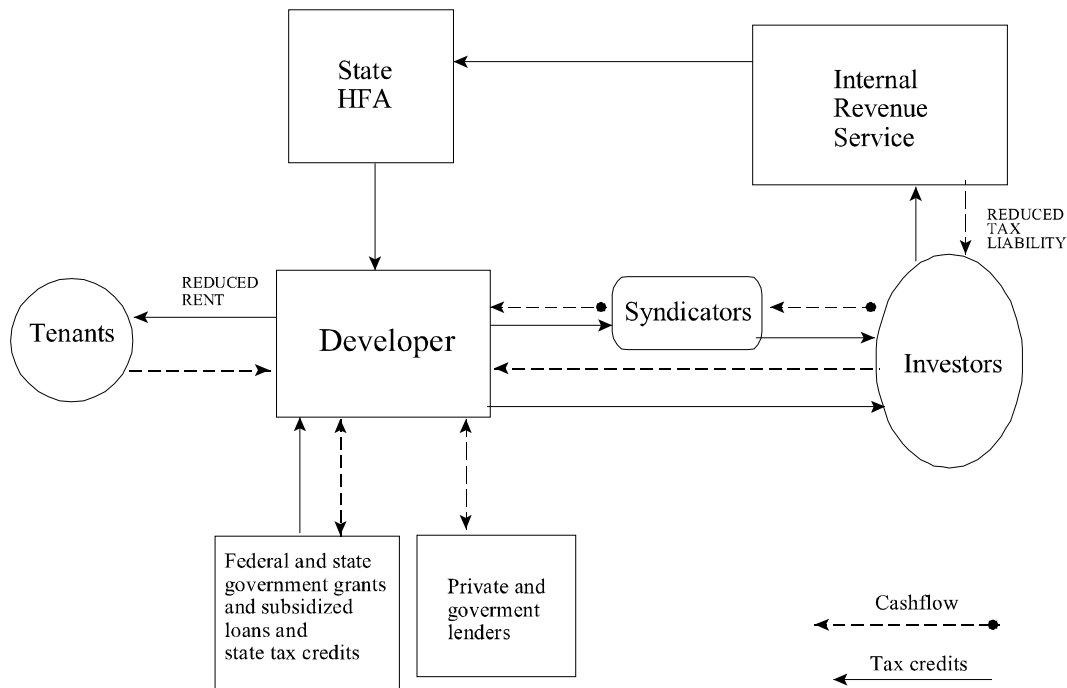 State
HFA
Internal
Revenue
Service
REDUCED
TAX
LIABILITY
REDUCED
RENT
Tenants
Developer
Syndicators
Investors
Federal and state
government grants
and subsidized
loans and
state tax credits
Private and
goverment
lenders
Cashflow
Tax credits